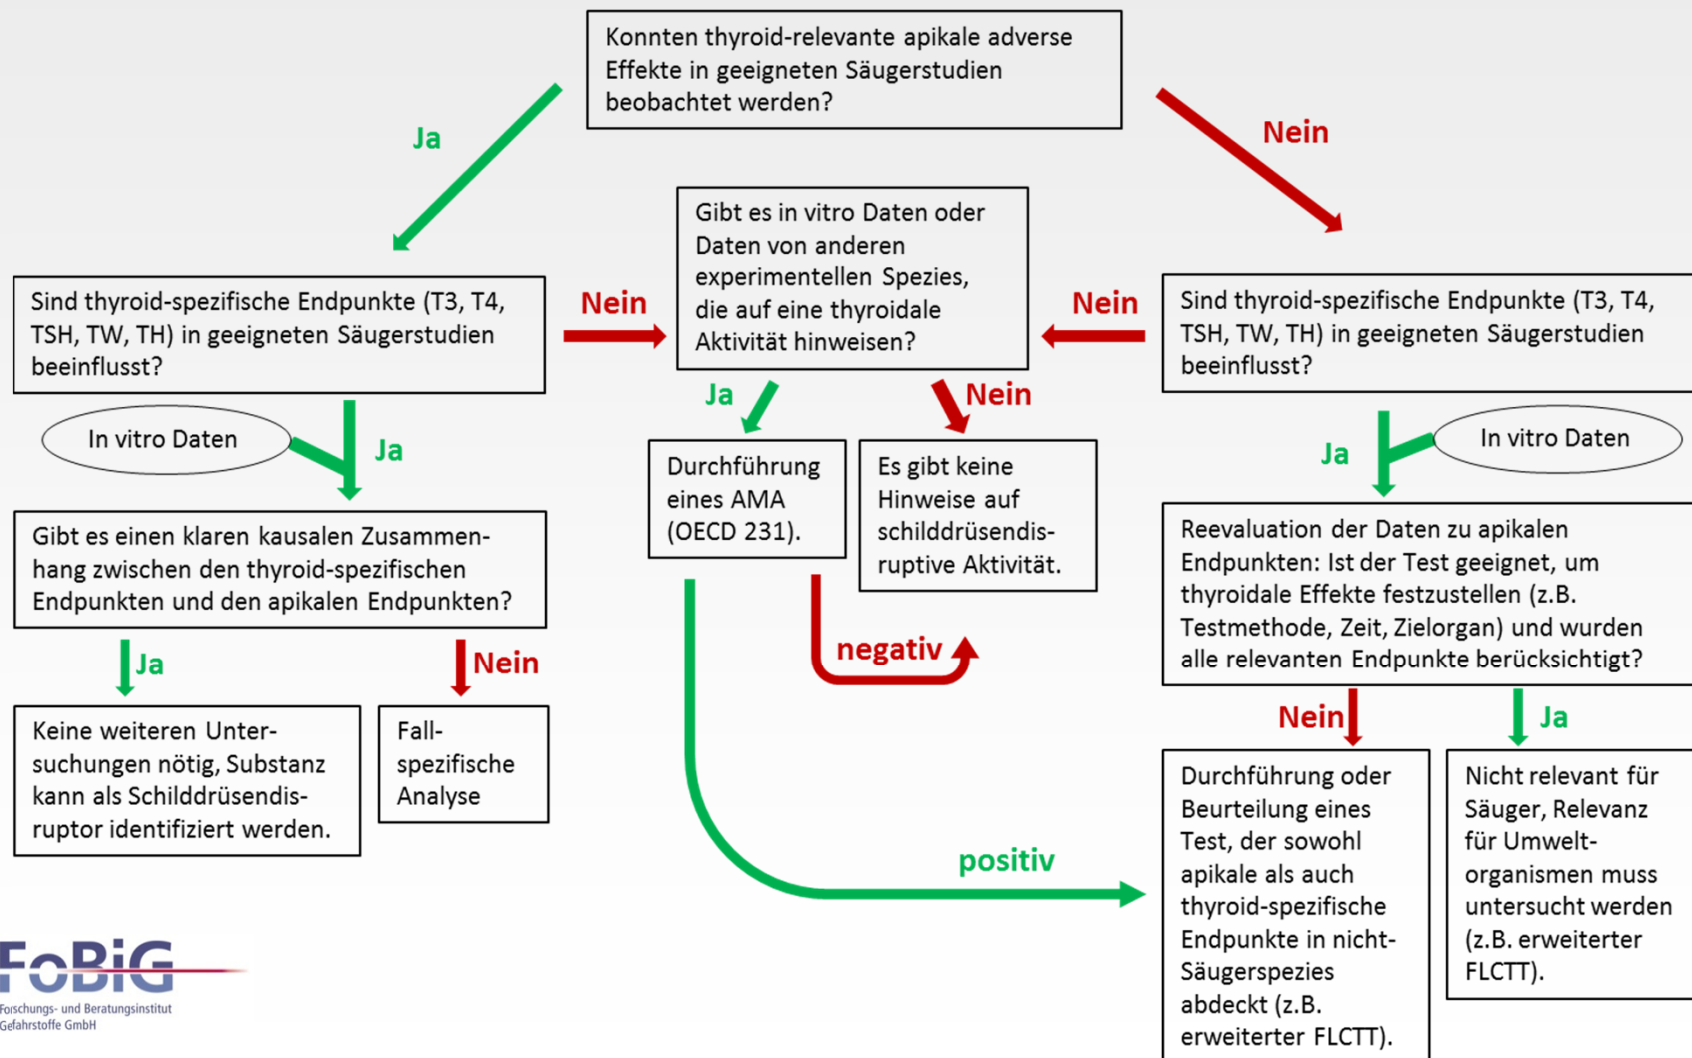 Konnten thyroid-relevante apikale adverse
Effekte in geeigneten Säugerstudien
beobachtet werden?
Ja
Nein
Gibt es in vitro Daten oder
Daten von anderen
experimentellen Spezies,
die auf eine thyroidale
Aktivität hinweisen?
Sind thyroid-spezifische Endpunkte (T3, T4,
TSH, TW, TH) in geeigneten Säugerstudien
beeinflusst?
Nein
Nein
Sind thyroid-spezifische Endpunkte (T3, T4,
TSH, TW, TH) in geeigneten Säugerstudien
beeinflusst?
Ja
Nein
In vitro Daten
Ja
Durchführung
eines AMA
(OECD 231).
Es gibt keine
Hinweise auf
schilddrüsendis-
ruptive Aktivität.
Ja
In vitro Daten
Gibt es einen klaren kausalen Zusammen-
hang zwischen den thyroid-spezifischen
Endpunkten und den apikalen Endpunkten?
Reevaluation der Daten zu apikalen
Endpunkten: Ist der Test geeignet, um
thyroidale Effekte festzustellen (z.B.
Testmethode, Zeit, Zielorgan) und wurden
alle relevanten Endpunkte berücksichtigt?
Ja
Nein
negativ
Nein
Ja
Keine weiteren Unter-
suchungen nötig, Substanz
kann als Schilddrüsendis-
ruptor identifiziert werden.
Fall-
spezifische
Analyse
positiv
Durchführung oder
Beurteilung eines
Test, der sowohl
apikale als auch
thyroid-spezifische
Endpunkte in nicht-
Säugerspezies
abdeckt (z.B.
erweiterter FLCTT).
Nicht relevant für
Säuger, Relevanz
für Umwelt-
organismen muss
untersucht werden
(z.B. erweiterter
FLCTT).
FoBiG
Forschungs- und Beratungsinstitut
Gefahrstoffe GmbH